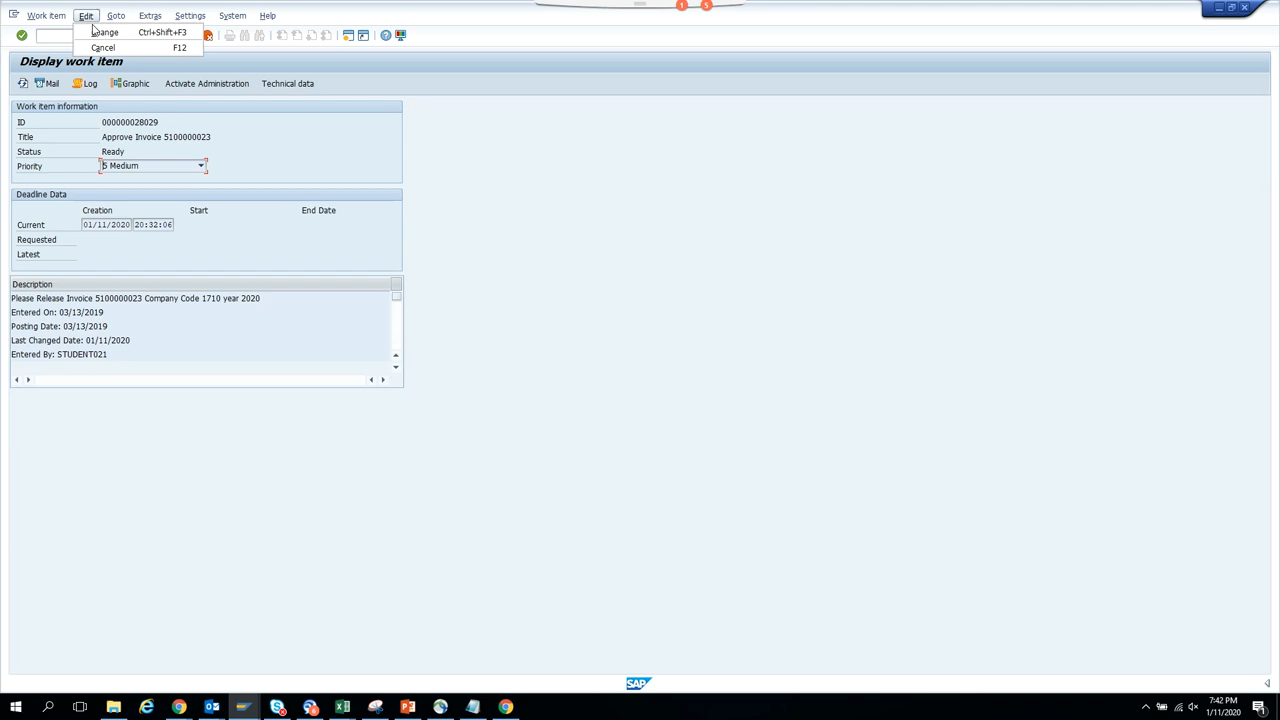 1 5
Work item Edit Goto Extras Settings System Help
Change Ctrl+Shift+F3
Cancel F12
Display work item
Mail Log Graphic Activate Administration Technical data
Work item information
ID 000000028029
Title Approve Invoice 5100000023
Status Ready
Priority 5 Medium
Deadline Data
Creation Start End Date
Current 01/11/2020 20:32:06
Requested
Latest
Description
Please Release Invoice 5100000023 Company Code 1710 year 2020
Entered On: 03/13/2019
Posting Date: 03/13/2019
Last Changed Date: 01/11/2020
Entered By: STUDENT021
SAP
7:42 PM
1/11/2020